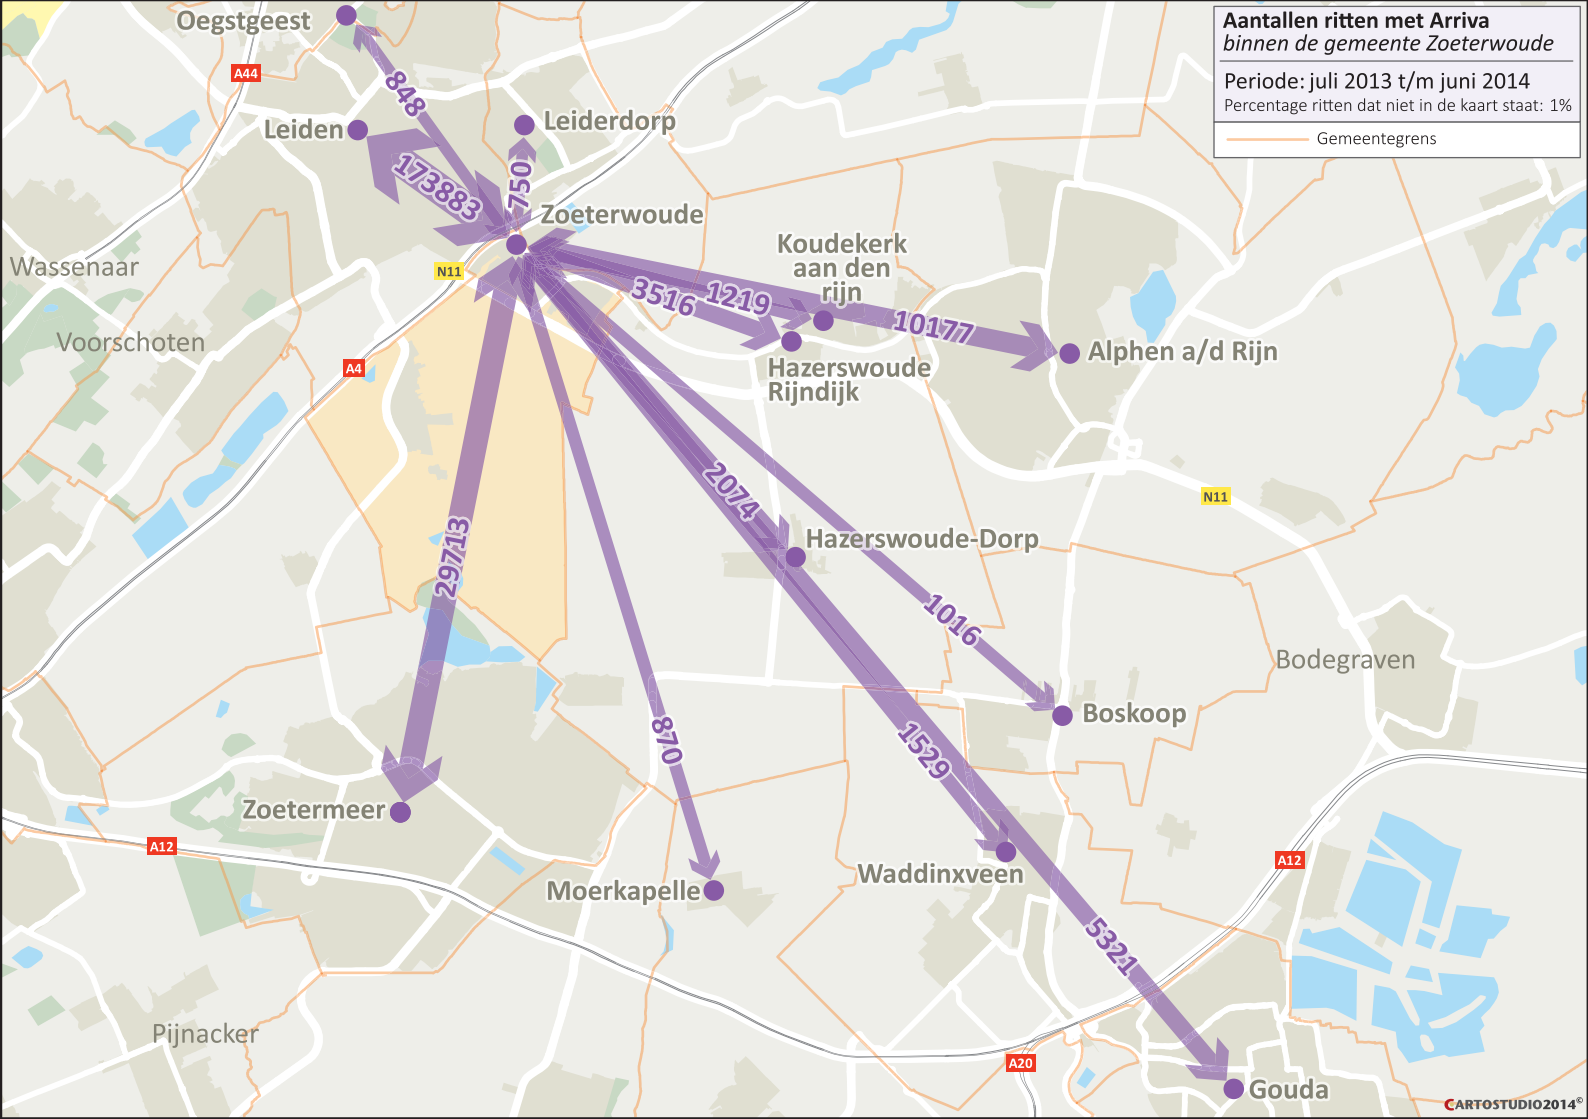 Aantallen ritten met Arriva
binnen de gemeente Zoeterwoude
Periode: juli 2013 t/m juni 2014
Percentage ritten dat niet in de kaart staat: 1%
Gemeentegrens
Oegstgeest
A44
848
Leiden
Leiderdorp
173883
750
Zoeterwoude
Wassenaar
N11
Koudekerk
aan den
rijn
3516
1219
10177
Voorschoten
Alphen a/d Rijn
A4
Hazerswoude
Rijndijk
2074
N11
Hazerswoude-Dorp
29713
1016
Bodegraven
Boskoop
870
1529
Zoetermeer
A12
A12
Waddinxveen
Moerkapelle
5321
Pijnacker
A20
Gouda
CARTOSTUDIO2014©